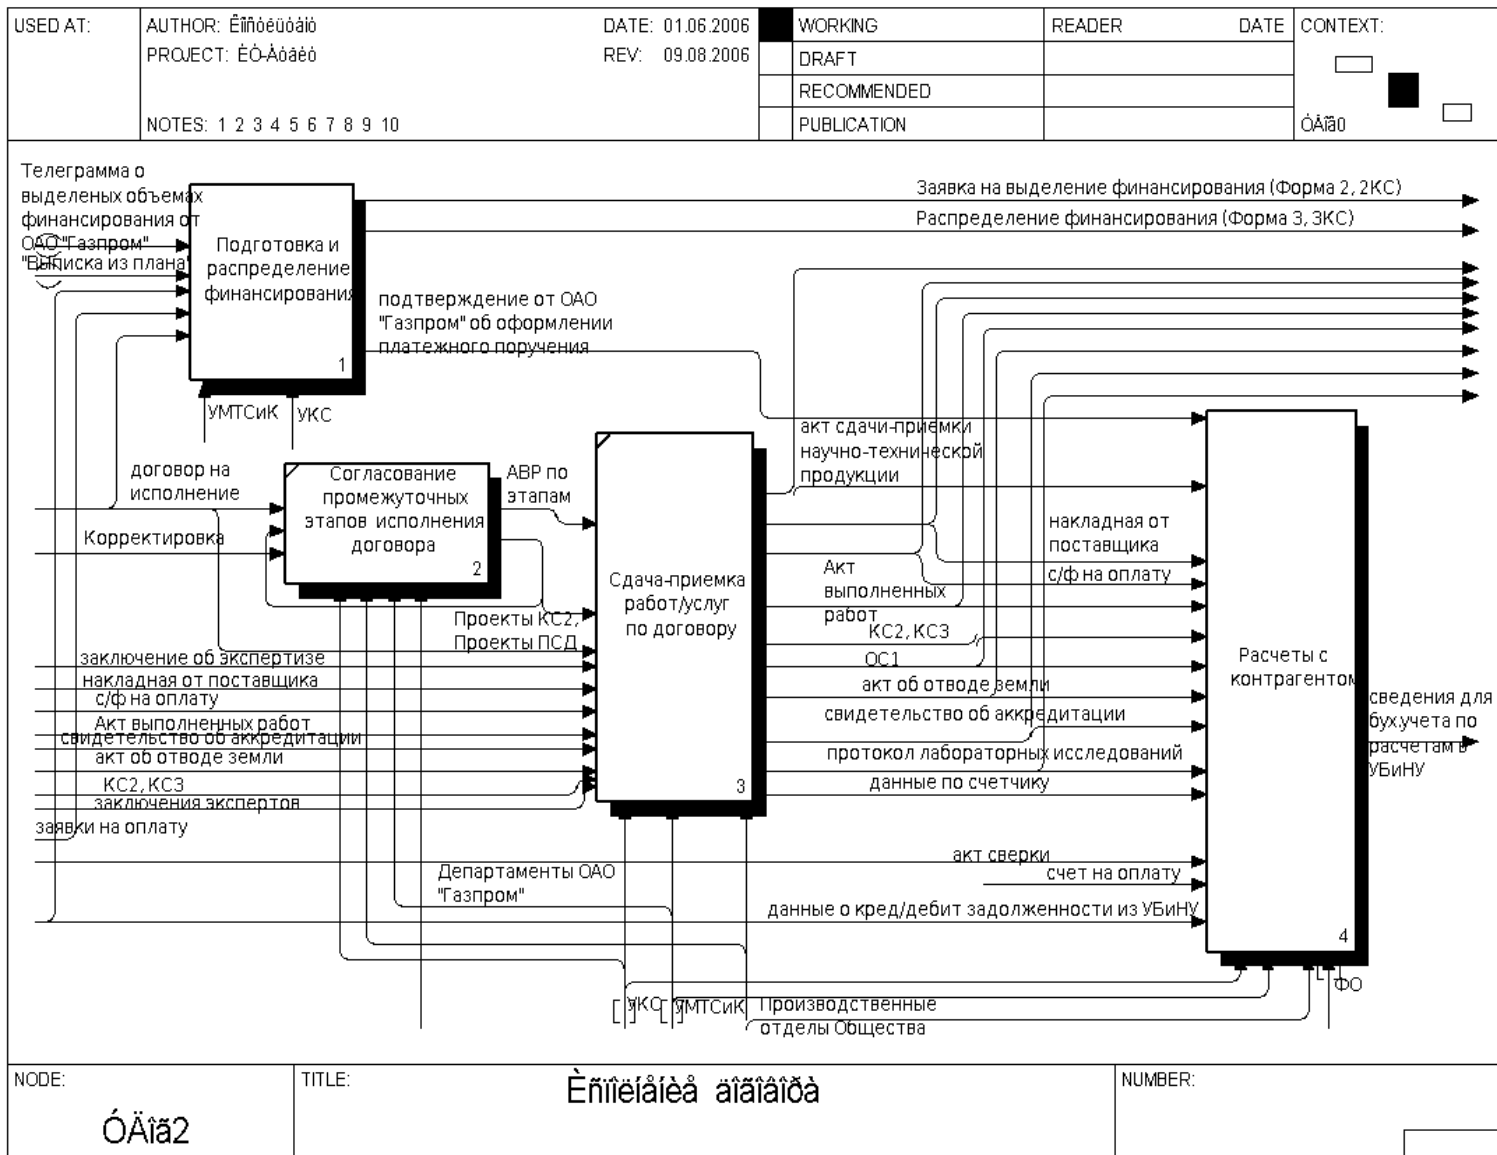 USED AT:
AUTHOR: Êîíñóëüòàíò
DATE: 01.06.2006
PROJECT: ÈÒ-Àóäèò
REV: 09.08.2006
NOTES: 1 2 3 4 5 6 7 8 9 10
WORKING
DRAFT
RECOMMENDED
PUBLICATION
READER DATE
CONTEXT:
ÓÄîã0
Телеграмма о
выделеных объемах
финансирования от
ОАО "Газпром"
"Выписка из плана"
Подготовка и
распределение
финансирования
1
Заявка на выделение финансирования (Форма 2, 2КС)
Распределение финансирования (Форма 3, 3КС)
подтверждение от ОАО
"Газпром" об оформлении
платежного поручения
УМТСиК
УКС
договор на
исполнение
Корректировка
Согласование
промежуточных
этапов исполнения
договора
2
АВР по
этапам
Проекты КС2,
Проекты ПСД
Сдача-приемка
работ/услуг
по договору
3
акт сдачи-приемки
научно-технической
продукции
накладная от
поставщика
с/ф на оплату
Акт
выполненных
работ
КС2, КС3
ОС1
акт об отводе земли
свидетельство об аккредитации
протокол лабораторных исследований
данные по счетчику
Расчеты с
контрагентом
4
сведения для
бух.учета по
расчетам в
УБиНУ
заключение об экспертизе
накладная от поставщика
с/ф на оплату
Акт выполненных работ
свидетельство об аккредитации
акт об отводе земли
КС2, КС3
заключения экспертов
заявки на оплату
акт сверки
счет на оплату
Департаменты ОАО
"Газпром"
данные о кред/дебит задолженности из УБиНУ
УКС
УМТСиК
Производственные
отделы Общества
ФО
NODE:
ÓÄîã2
TITLE:
Èñïîëíåíèå äîãîâîðà
NUMBER: